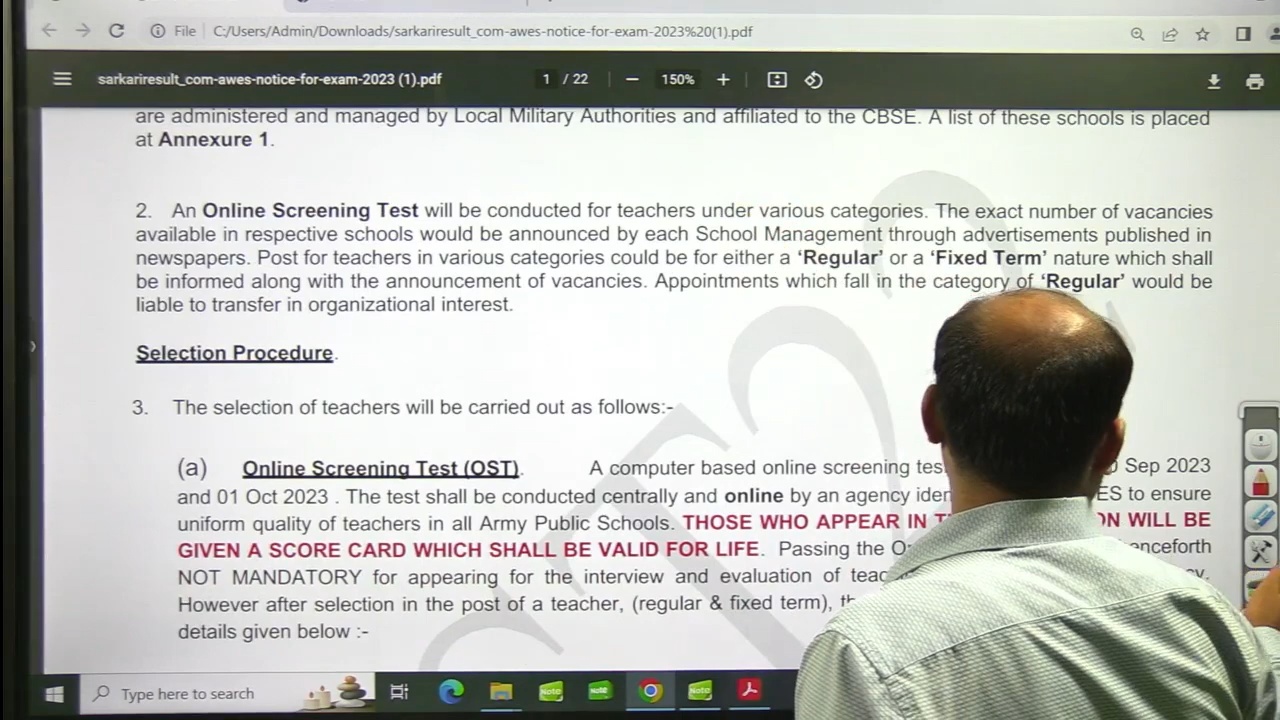 File C:/Users/Admin/Downloads/sarkariresult_com-awes-notice-for-exam-2023%20(1).pdf
sarkariresult_com-awes-notice-for-exam-2023 (1).pdf 1 / 22 150%
are administered and managed by Local Military Authorities and affiliated to the CBSE. A list of these schools is placed
at Annexure 1.
2. An Online Screening Test will be conducted for teachers under various categories. The exact number of vacancies
available in respective schools would be announced by each School Management through advertisements published in
newspapers. Post for teachers in various categories could be for either a ‘Regular’ or a ‘Fixed Term’ nature which shall
be informed along with the announcement of vacancies. Appointments which fall in the category of ‘Regular’ would be
liable to transfer in organizational interest.
Selection Procedure.
3. The selection of teachers will be carried out as follows:-
(a) Online Screening Test (OST). A computer based online screening Sep 2023
and 01 Oct 2023 . The test shall be conducted centrally and online by an agency to ensure
uniform quality of teachers in all Army Public Schools. THOSE WHO APPEAR IN WILL BE
GIVEN A SCORE CARD WHICH SHALL BE VALID FOR LIFE. Passing the
NOT MANDATORY for appearing for the interview and evaluation of
However after selection in the post of a teacher, (regular & fixed term),
details given below :-
Type here to search
Note
Note
Note